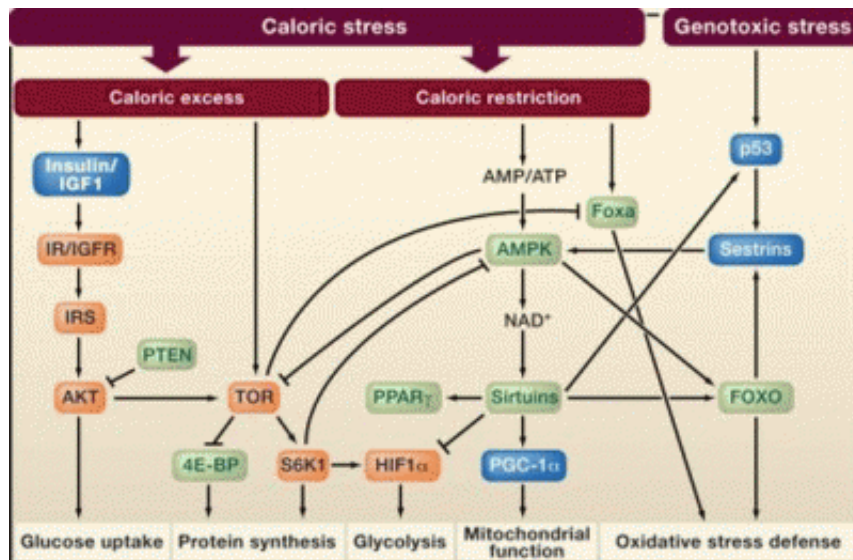 Caloric stress
Genotoxic stress
Caloric excess
Caloric restriction
Insulin/
IGF1
p53
AMP/ATP
Foxa
IR/IGFR
AMPK
Sestrins
IRS
NAD⁺
PTEN
AKT
TOR
PPARγ
Sirtuins
FOXO
4E-BP
S6K1
HIF1α
PGC-1α
Glucose uptake
Protein synthesis
Glycolysis
Mitochondrial
function
Oxidative stress defense